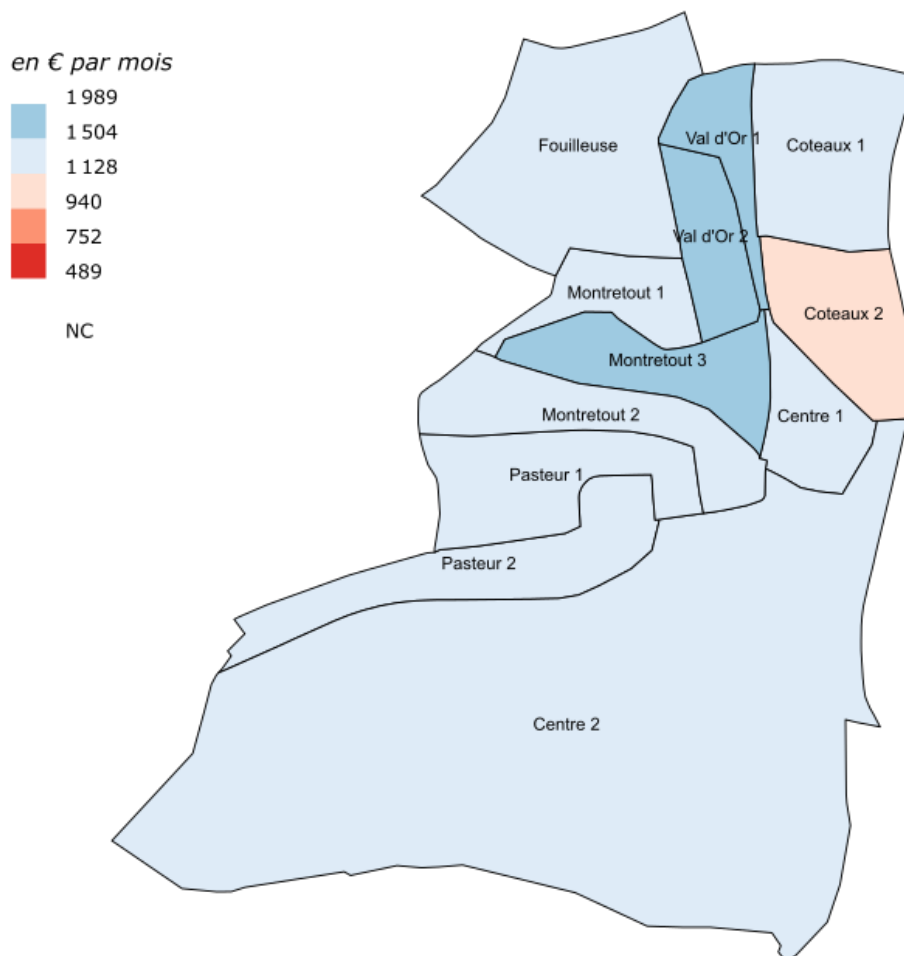 en € par mois
1 989
1 504
1 128
940
752
489
NC
Fouilleuse
Val d'Or 1
Coteaux 1
Val d'Or 2
Montretout 1
Coteaux 2
Montretout 3
Montretout 2
Centre 1
Pasteur 1
Pasteur 2
Centre 2